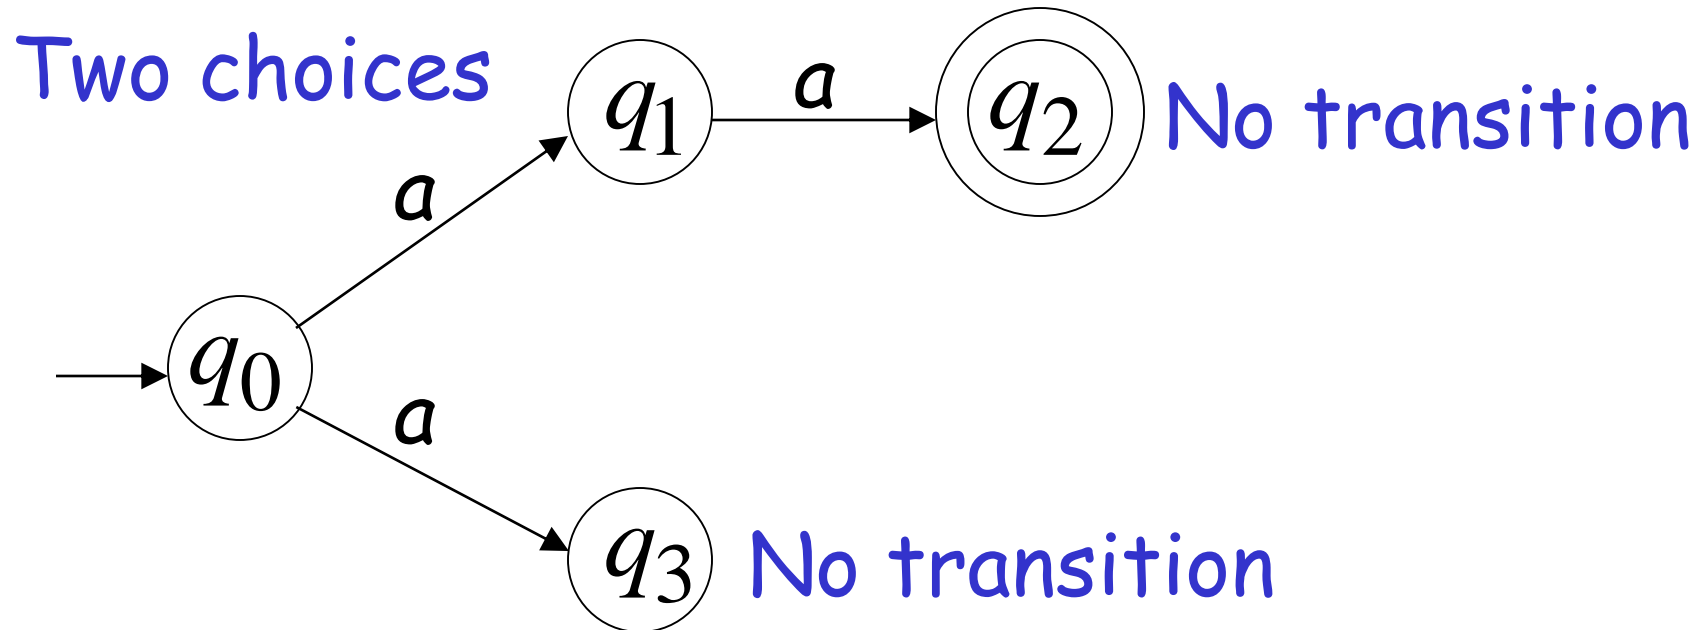 Two choices
q1
a
q2
No transition
a
q0
a
q3
No transition